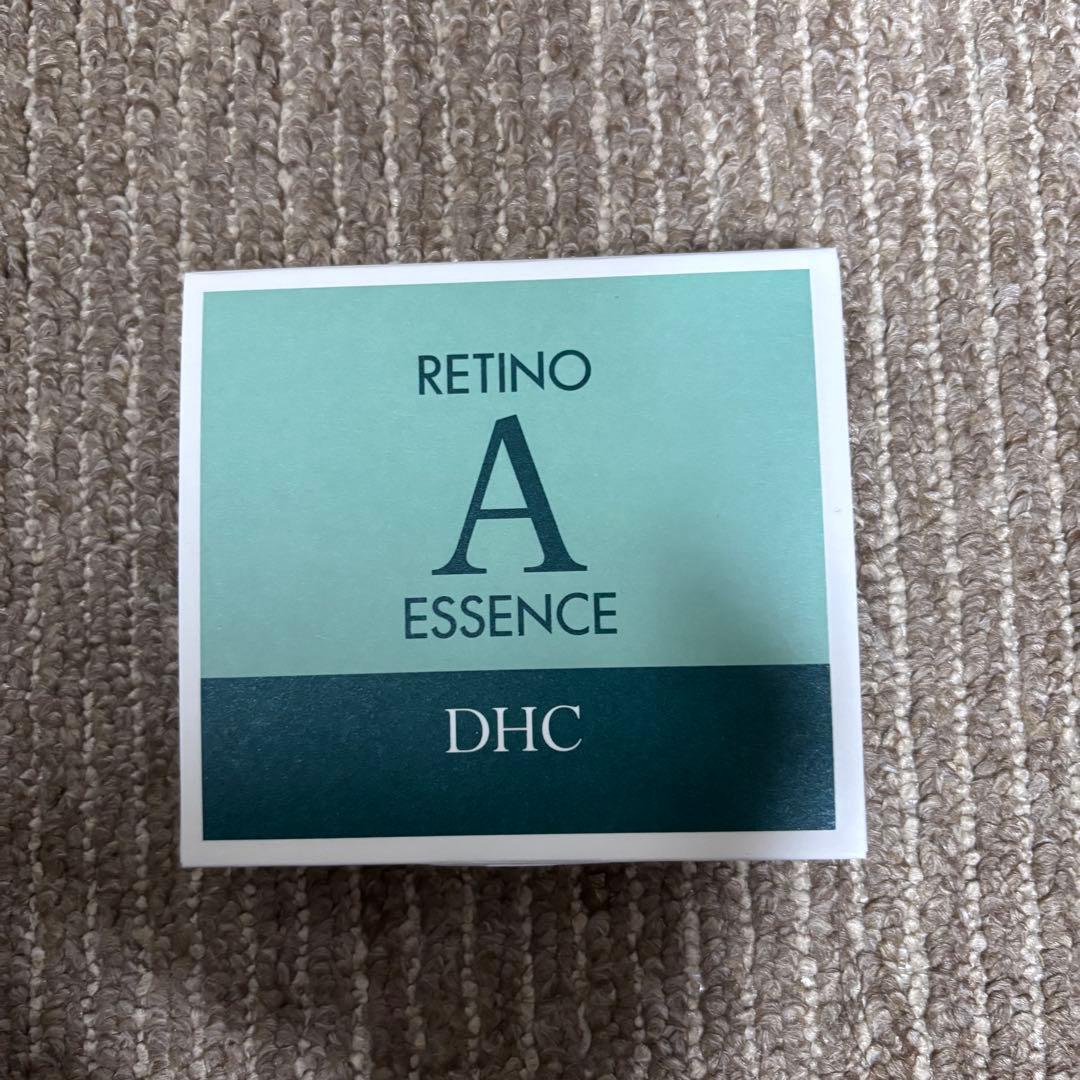 RETINO
A
ESSENCE
DHC